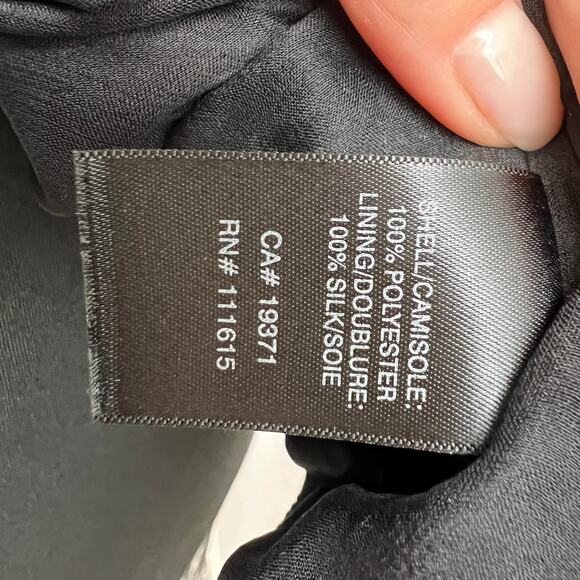 SHELL/CAMISOLE:
100% POLYESTER
LINING/DOUBLURE:
100% SILK/SOIE
CA# 19371
RN# 111615